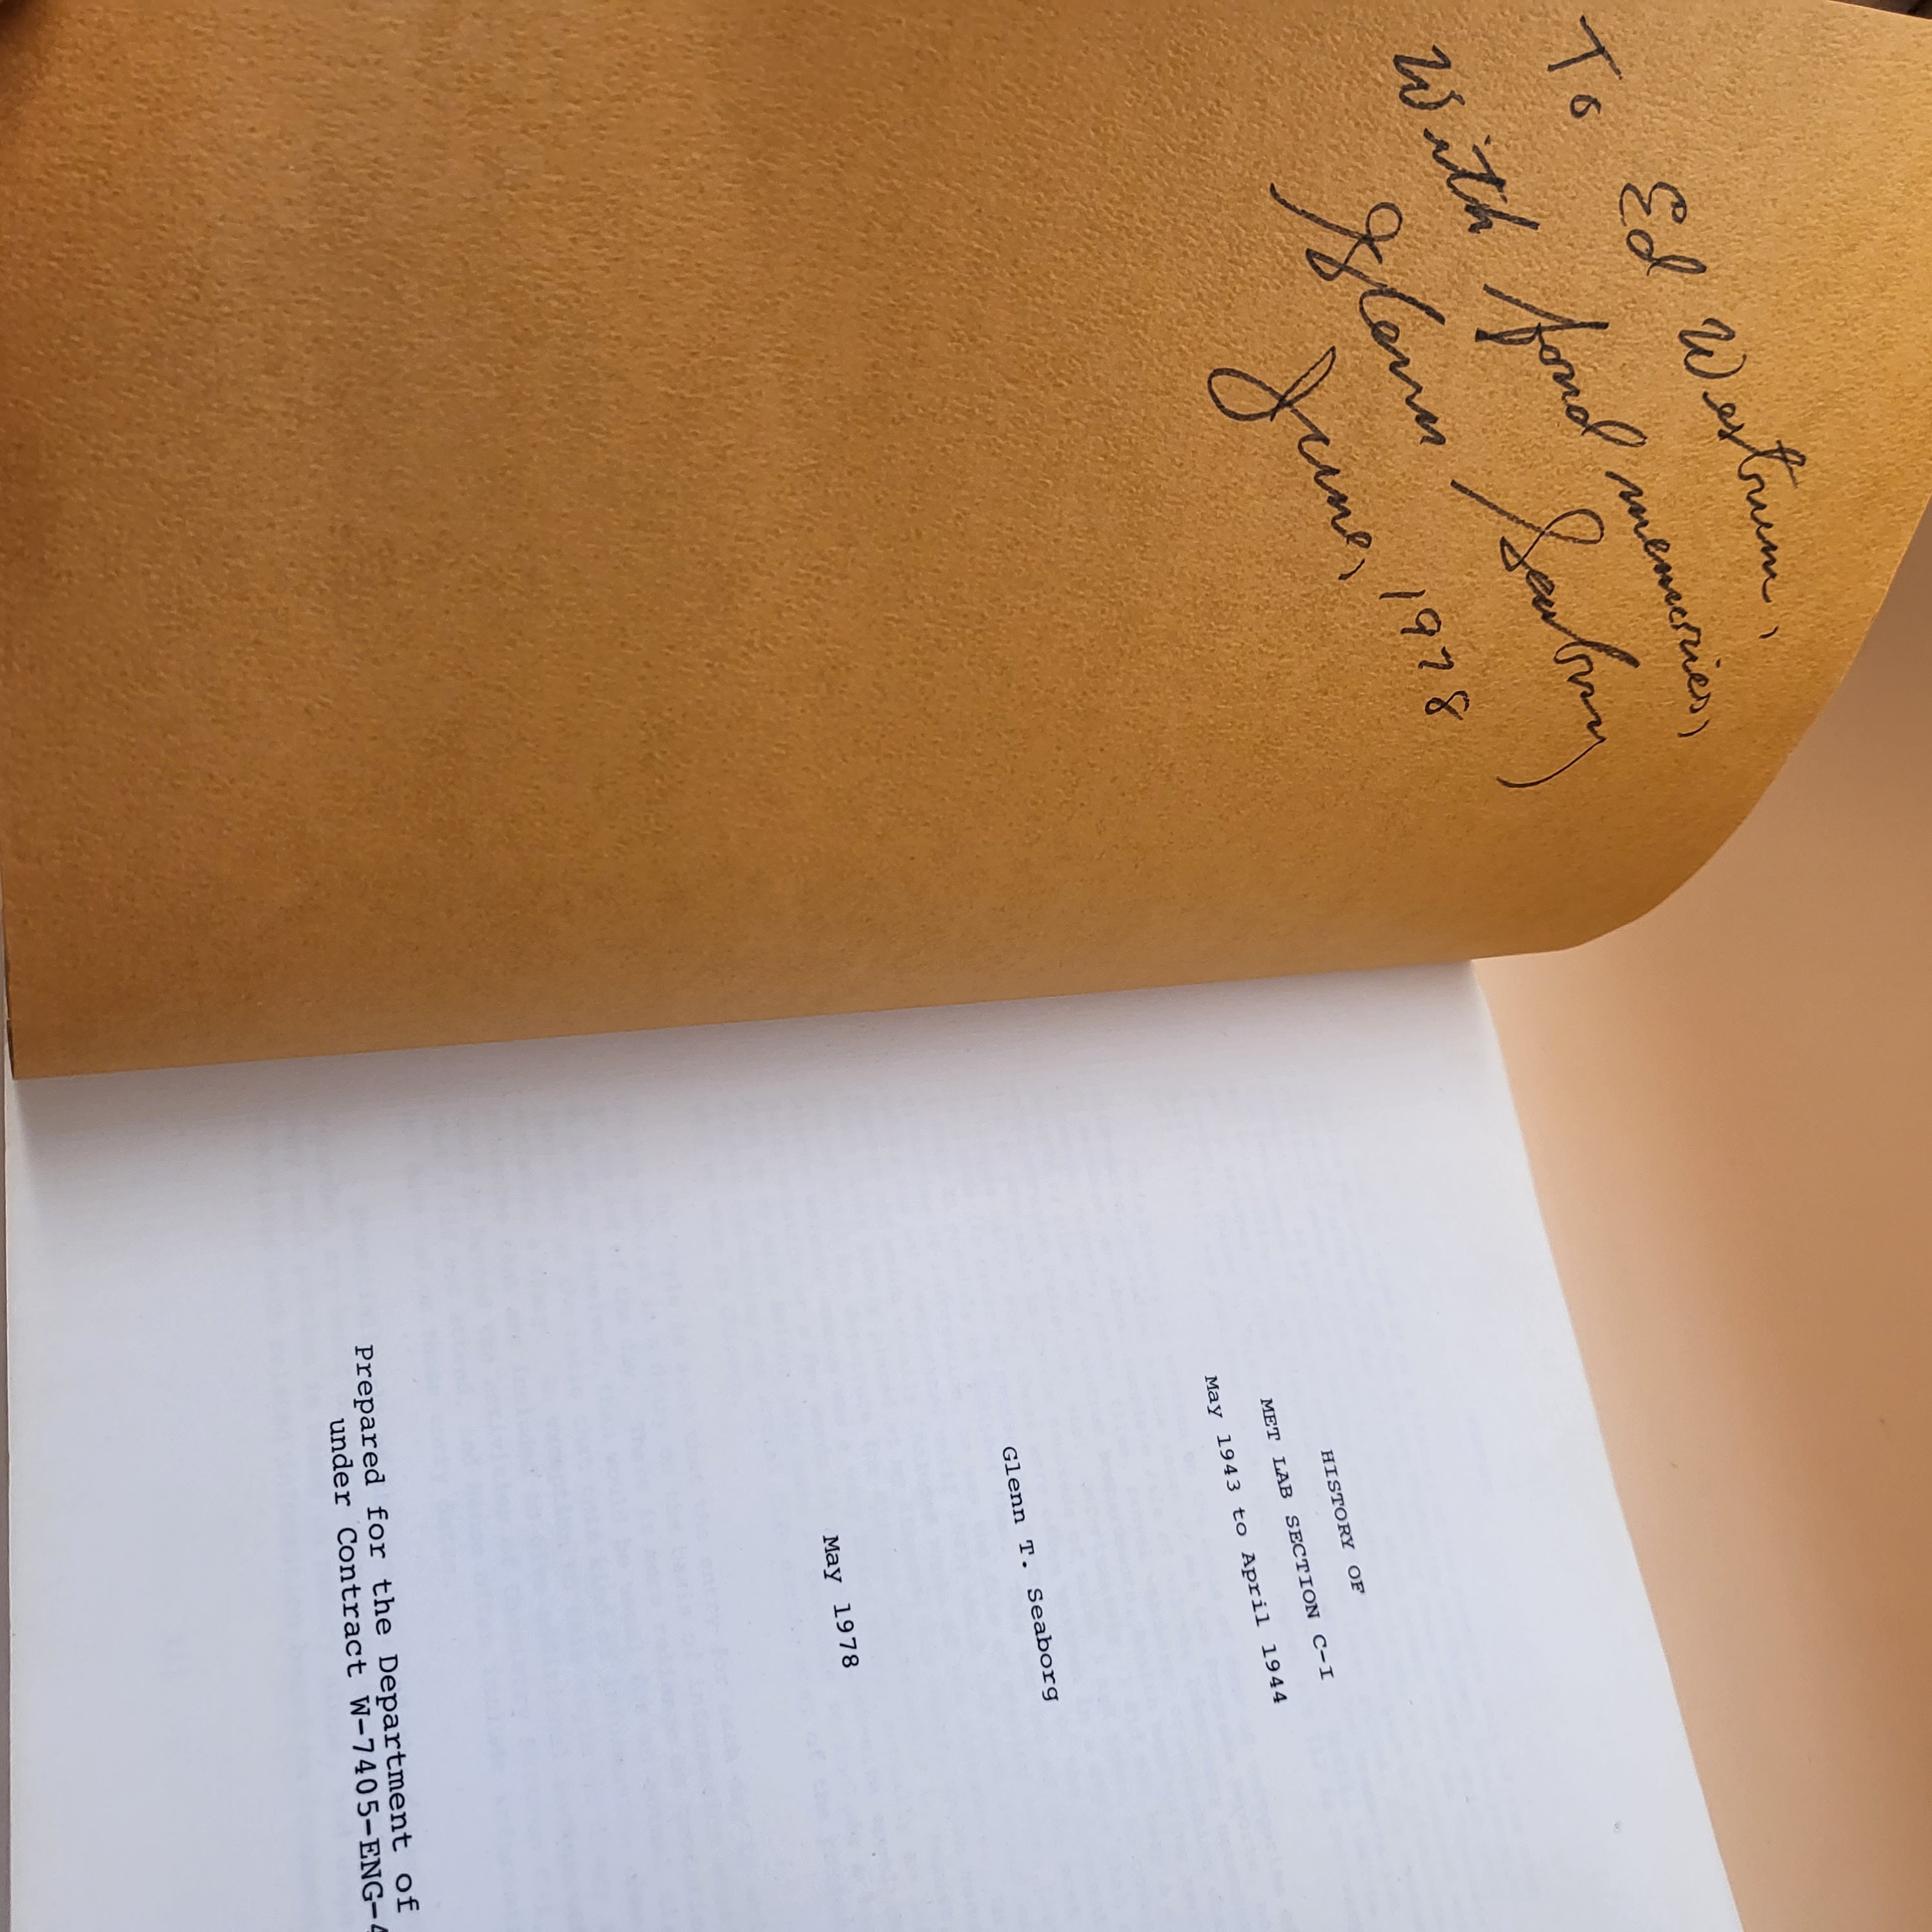 To Ed Westrum,
With fond memories,
Glenn Seaborg
June, 1978
HISTORY OF
MET LAB SECTION C-I
May 1943 to April 1944
Glenn T. Seaborg
May 1978
Prepared for the Department of
under Contract W-7405-ENG-4